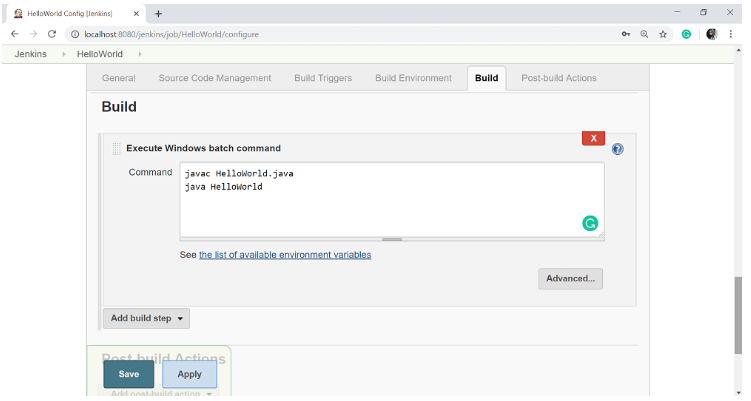 HelloWorld Config [Jenkins]
localhost:8080/jenkins/job/HelloWorld/configure
Jenkins HelloWorld
General Source Code Management Build Triggers Build Environment Build Post-build Actions
Build
Execute Windows batch command
X
Command
javac HelloWorld.java
java HelloWorld
See the list of available environment variables
Advanced...
Add build step
Post-build Actions
Save Apply
Add post-build action